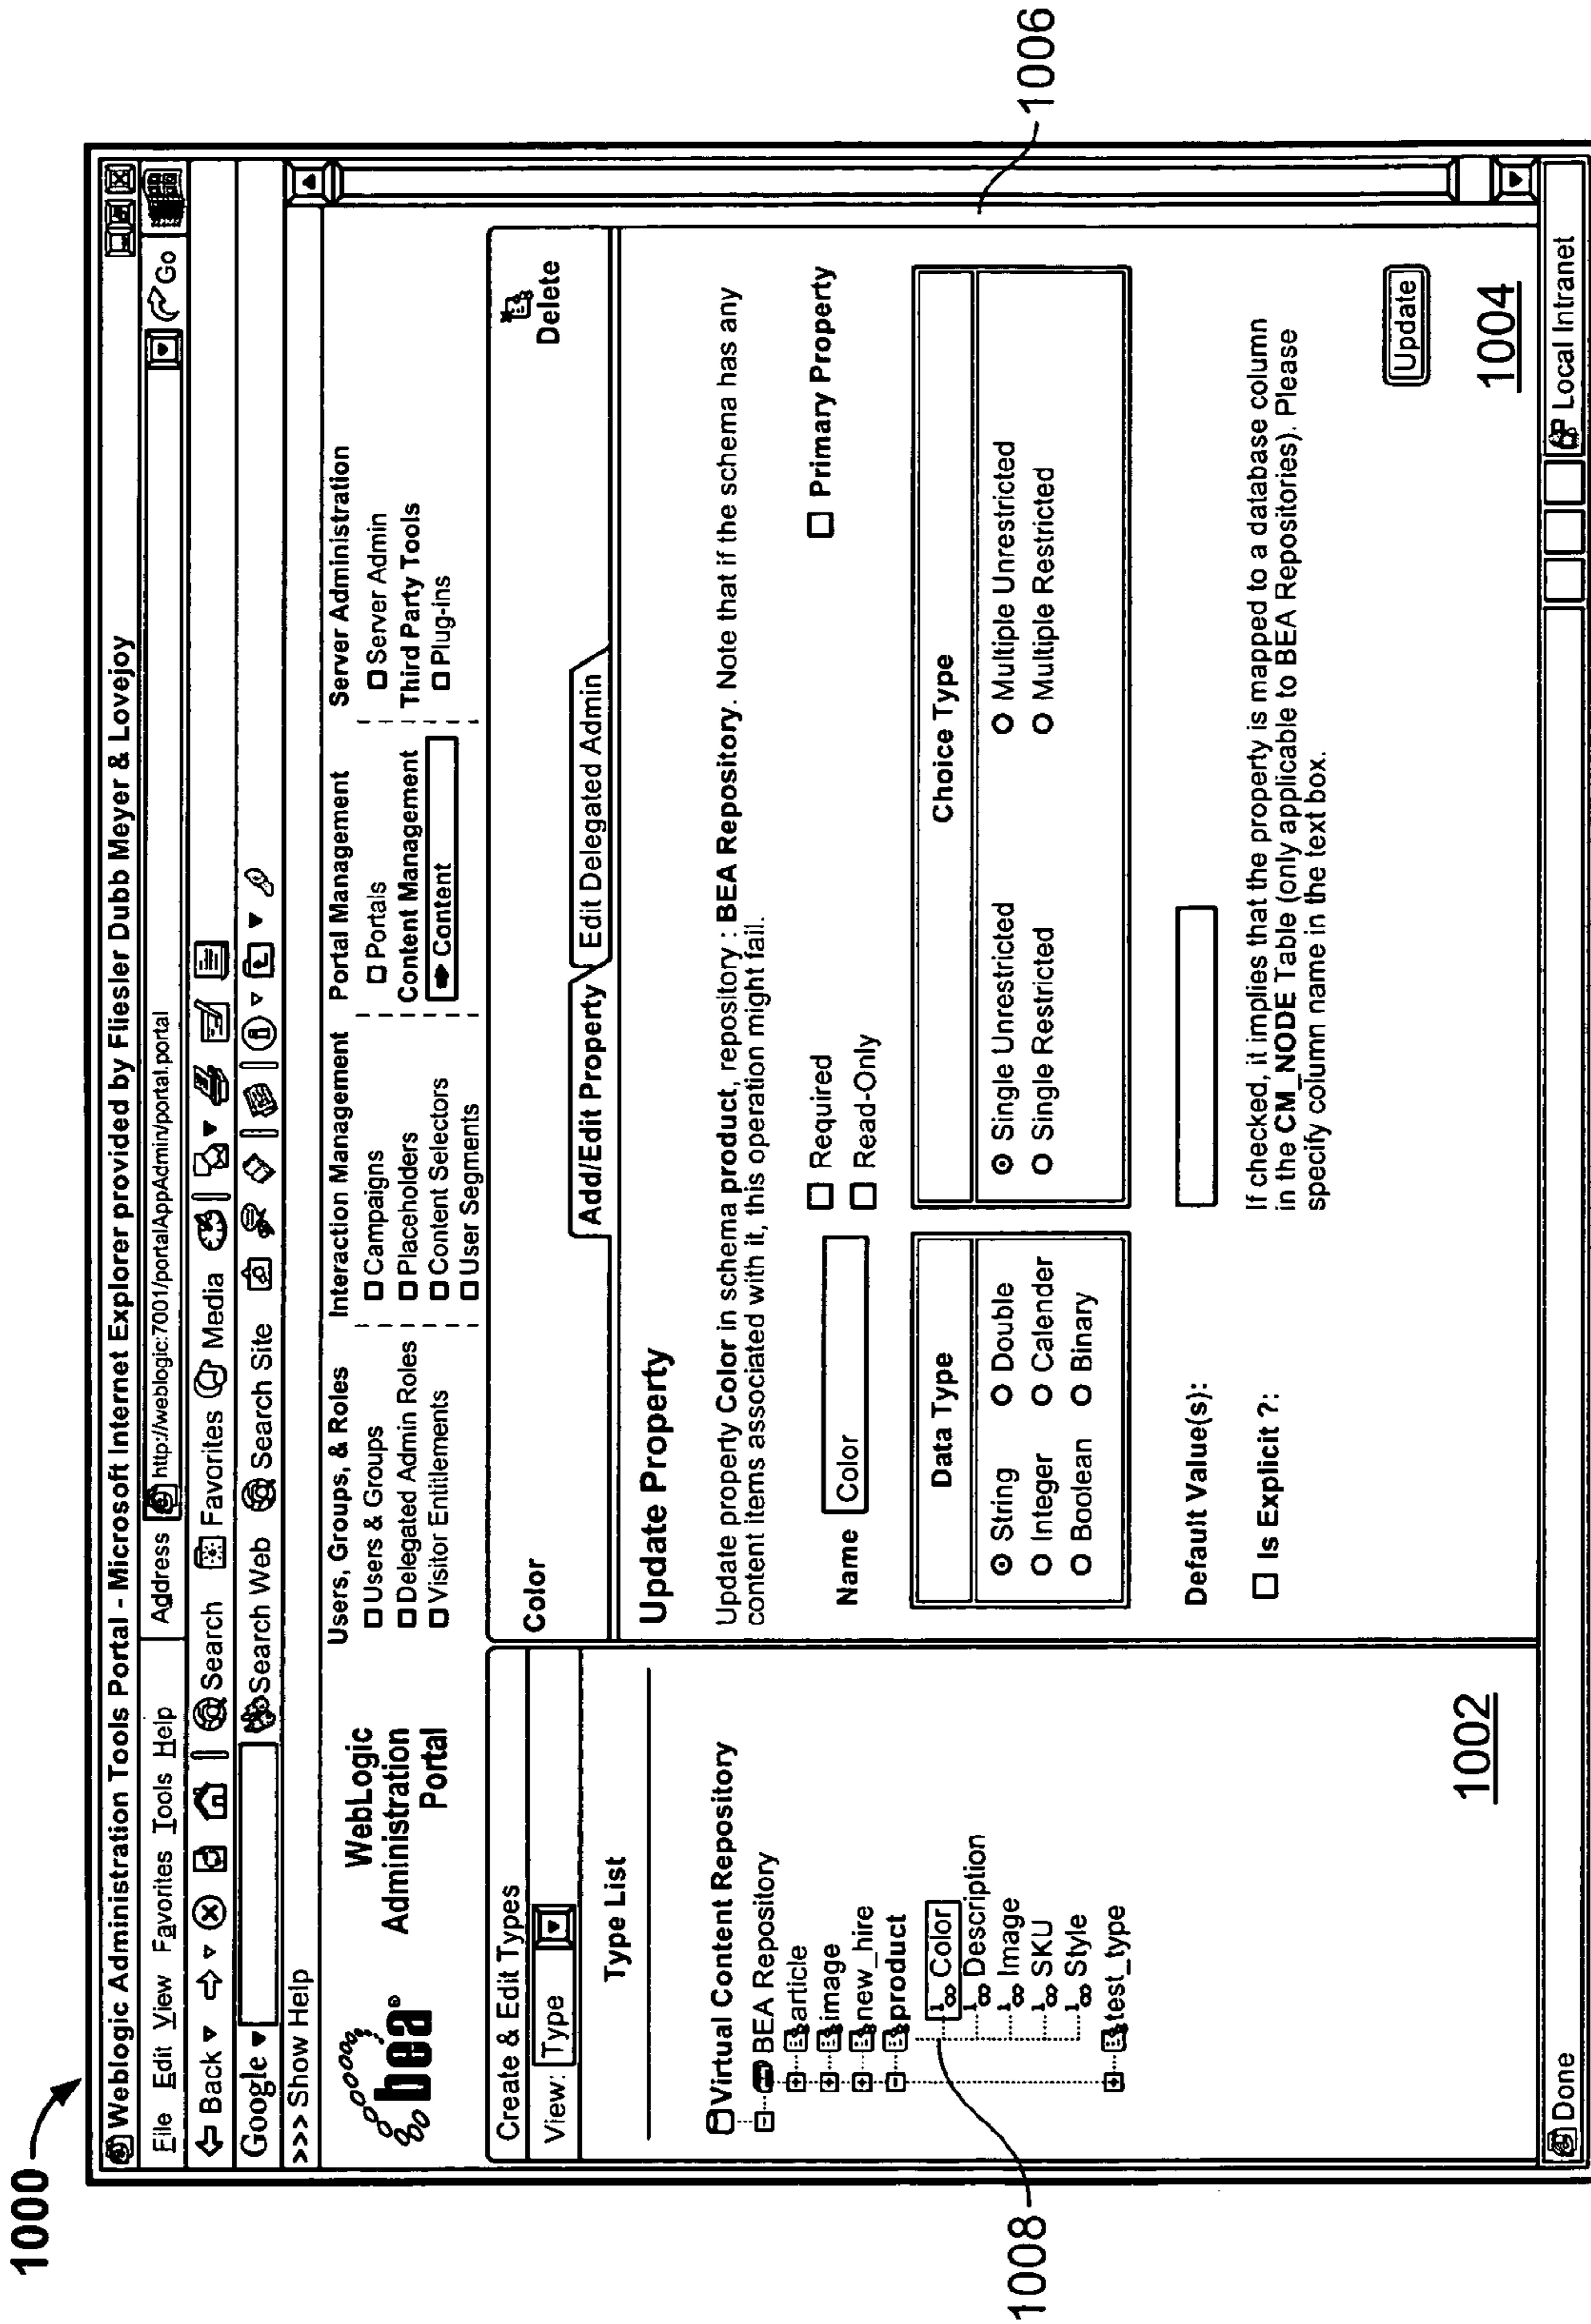 1000
Weblogic Administration Tools Portal - Microsoft Internet Explorer provided by Fliesler Dubb Meyer & Lovejoy
File Edit View Favorites Tools Help
Address http://weblogic:7001/portalAppAdmin/portal.portal
Go
Back Search Favorites Media
Google Search Web Search Site
>>> Show Help
bea
WebLogic
Administration
Portal
Users, Groups, & Roles
Users & Groups
Delegated Admin Roles
Visitor Entitlements
Interaction Management
Campaigns
Placeholders
Content Selectors
User Segments
Portal Management
Portals
Content Management
Content
Server Administration
Server Admin
Third Party Tools
Plug-ins
Create & Edit Types
View: Type
Type List
Virtual Content Repository
BEA Repository
article
image
new_hire
product
Color
Description
Image
SKU
Style
test_type
1008
1002
Color
Delete
Add/Edit Property Edit Delegated Admin
Update Property
Update property Color in schema product, repository : BEA Repository. Note that if the schema has any
content items associated with it, this operation might fail.
Name Color
Required
Read-Only
Primary Property
Data Type
String Double
Integer Calender
Boolean Binary
Choice Type
Single Unrestricted Multiple Unrestricted
Single Restricted Multiple Restricted
1006
Default Value(s):
Is Explicit ?:
If checked, it implies that the property is mapped to a database column
in the CM_NODE Table (only applicable to BEA Repositories). Please
specify column name in the text box.
Update
1004
Done
Local Intranet